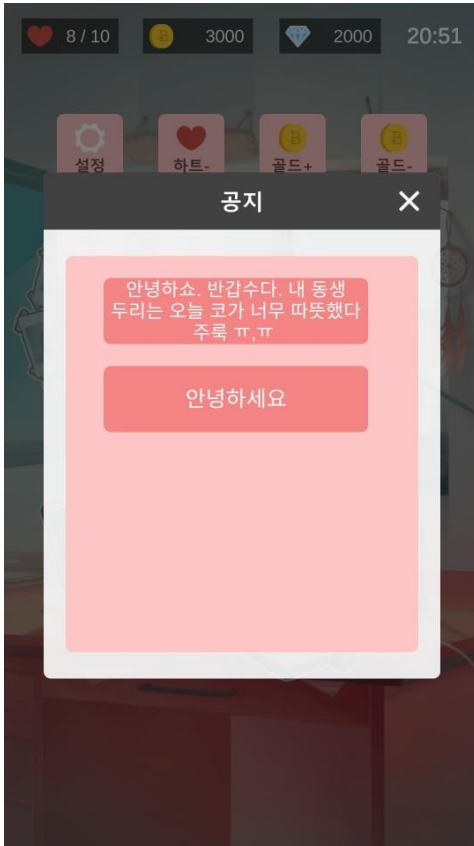 8 / 10
3000
2000
20:51
설정
하트-
골드+
골드-
공지
안녕하쇼. 반갑수다. 내 동생
두리는 오늘 코가 너무 따뜻했다
주룩 ㅠ,ㅠ
안녕하세요